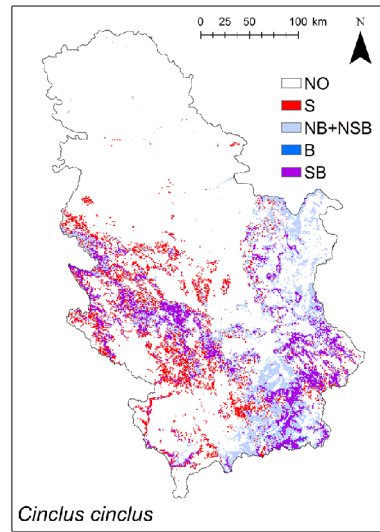 0 25 50 100 km
N
NO
S
NB+NSB
B
SB
Cinclus cinclus